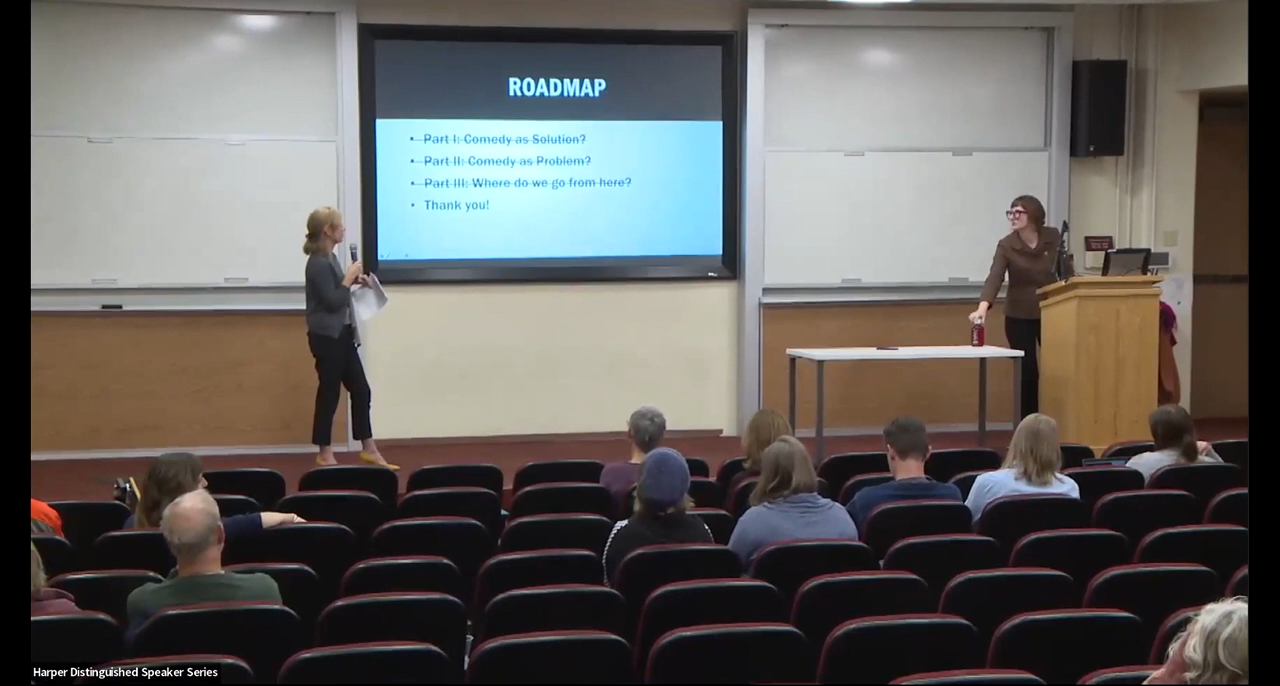 ROADMAP
• Part I: Comedy as Solution?
• Part II: Comedy as Problem?
• Part III: Where do we go from here?
• Thank you!
Harper Distinguished Speaker Series